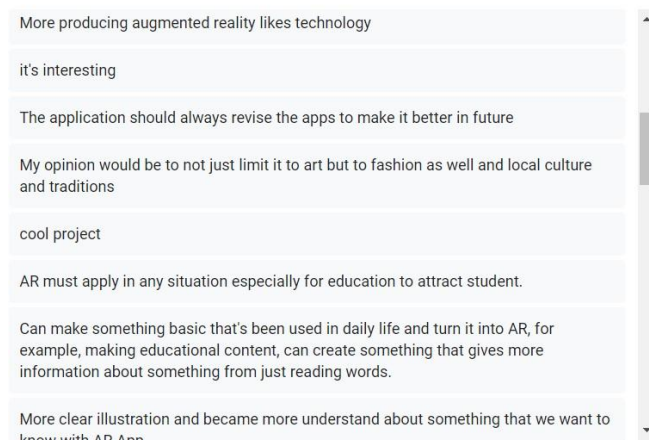 More producing augmented reality likes technology
it's interesting
The application should always revise the apps to make it better in future
My opinion would be to not just limit it to art but to fashion as well and local culture
and traditions
cool project
AR must apply in any situation especially for education to attract student.
Can make something basic that's been used in daily life and turn it into AR, for
example, making educational content, can create something that gives more
information about something from just reading words.
More clear illustration and became more understand about something that we want to
know with AR App